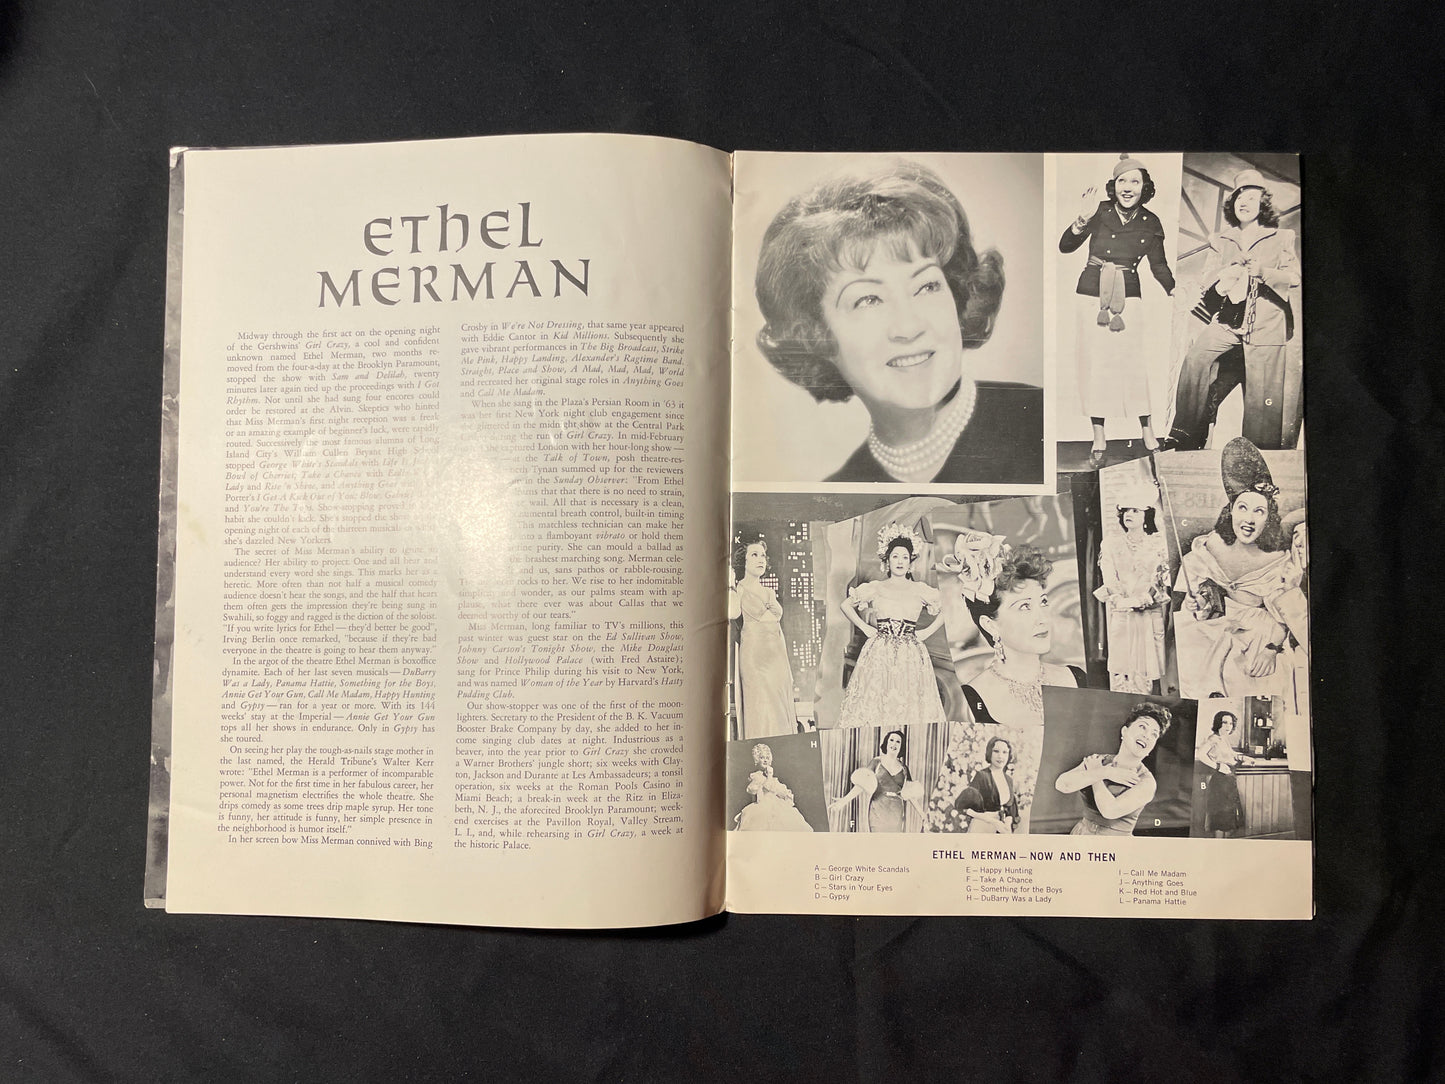 ETHEL
MERMAN
Midway through the first act on the opening night
of the Gershwins' Girl Crazy, a cool and confident
unknown named Ethel Merman, two months re-
moved from the four-a-day at the Brooklyn Paramount,
stopped the show with Sam and Delilah, twenty
minutes later again tied up the proceedings with I Got
Rhythm. Not until she had sung four encores could
order be restored at the Alvin. Skeptics who hinted
that Miss Merman's first night reception was a freak
or an amazing example of beginner's luck, were rapidly
routed. Successively the most famous alumna of Long
Island City's William Cullen Bryant High School
stopped George White's Scandals with Life Is
Bowl of Cherries, Take a Chance with Eadie
Lady and Rise 'n Shine, and Anything Goes with
Porter's I Get A Kick Out of You, Blow, Gabriel
and You're The Top. Show-stopping proved
habit she couldn't kick. She's stopped the show
opening night of each of the thirteen musicals in which
she's dazzled New Yorkers.
The secret of Miss Merman's ability to ignite an
audience? Her ability to project. One and all hear and
understand every word she sings. This marks her as a
heretic. More often than not half a musical comedy
audience doesn't hear the songs, and the half that hears
them often gets the impression they're being sung in
Swahili, so foggy and ragged is the diction of the soloist.
"If you write lyrics for Ethel — they'd better be good",
Irving Berlin once remarked, "because if they're bad
everyone in the theatre is going to hear them anyway."
In the argot of the theatre Ethel Merman is boxoffice
dynamite. Each of her last seven musicals — DuBarry
Was a Lady, Panama Hattie, Something for the Boys,
Annie Get Your Gun, Call Me Madam, Happy Hunting
and Gypsy — ran for a year or more. With its 144
weeks' stay at the Imperial — Annie Get Your Gun
tops all her shows in endurance. Only in Gypsy has
she toured.
On seeing her play the tough-as-nails stage mother in
the last named, the Herald Tribune's Walter Kerr
wrote: "Ethel Merman is a performer of incomparable
power. Not for the first time in her fabulous career, her
personal magnetism electrifies the whole theatre. She
drips comedy as some trees drip maple syrup. Her tone
is funny, her attitude is funny, her simple presence in
the neighborhood is humor itself."
In her screen bow Miss Merman connived with Bing
Crosby in We're Not Dressing, that same year appeared
with Eddie Cantor in Kid Millions. Subsequently she
gave vibrant performances in The Big Broadcast, Strike
Me Pink, Happy Landing, Alexander's Ragtime Band,
Straight, Place and Show, A Mad, Mad, Mad, World
and recreated her original stage roles in Anything Goes
and Call Me Madam.
When she sang in the Plaza's Persian Room in '63 it
was her first New York night club engagement since
she glittered in the midnight show at the Central Park
during the run of Girl Crazy. In mid-February
She captured London with her hour-long show —
at the Talk of Town, posh theatre-res-
Tynan summed up for the reviewers
in the Sunday Observer: "From Ethel
that that there is no need to strain,
wail. All that is necessary is a clean,
breath control, built-in timing
This matchless technician can make her
into a flamboyant vibrato or hold them
purity. She can mould a ballad as
the brashest marching song. Merman cele-
and us, sans pathos or rabble-rousing.
rocks to her. We rise to her indomitable
simplicity and wonder, as our palms steam with ap-
plause, what there ever was about Callas that we
deemed worthy of our tears."
Miss Merman, long familiar to TV's millions, this
past winter was guest star on the Ed Sullivan Show,
Johnny Carson's Tonight Show, the Mike Douglass
Show and Hollywood Palace (with Fred Astaire);
sang for Prince Philip during his visit to New York,
and was named Woman of the Year by Harvard's Hasty
Pudding Club.
Our show-stopper was one of the first of the moon-
lighters. Secretary to the President of the B. K. Vacuum
Booster Brake Company by day, she added to her in-
come singing club dates at night. Industrious as a
beaver, into the year prior to Girl Crazy she crowded
a Warner Brothers' jungle short; six weeks with Clay-
ton, Jackson and Durante at Les Ambassadeurs; a tonsil
operation, six weeks at the Roman Pools Casino in
Miami Beach; a break-in week at the Ritz in Eliza-
beth, N. J., the aforecited Brooklyn Paramount; week-
end exercises at the Pavillon Royal, Valley Stream,
L. I., and, while rehearsing in Girl Crazy, a week at
the historic Palace.
J
G
K
C
L
E
H
F
D
B
ETHEL MERMAN — NOW AND THEN
A — George White Scandals
B — Girl Crazy
C — Stars in Your Eyes
D — Gypsy
E — Happy Hunting
F — Take A Chance
G — Something for the Boys
H — DuBarry Was a Lady
I — Call Me Madam
J — Anything Goes
K — Red Hot and Blue
L — Panama Hattie